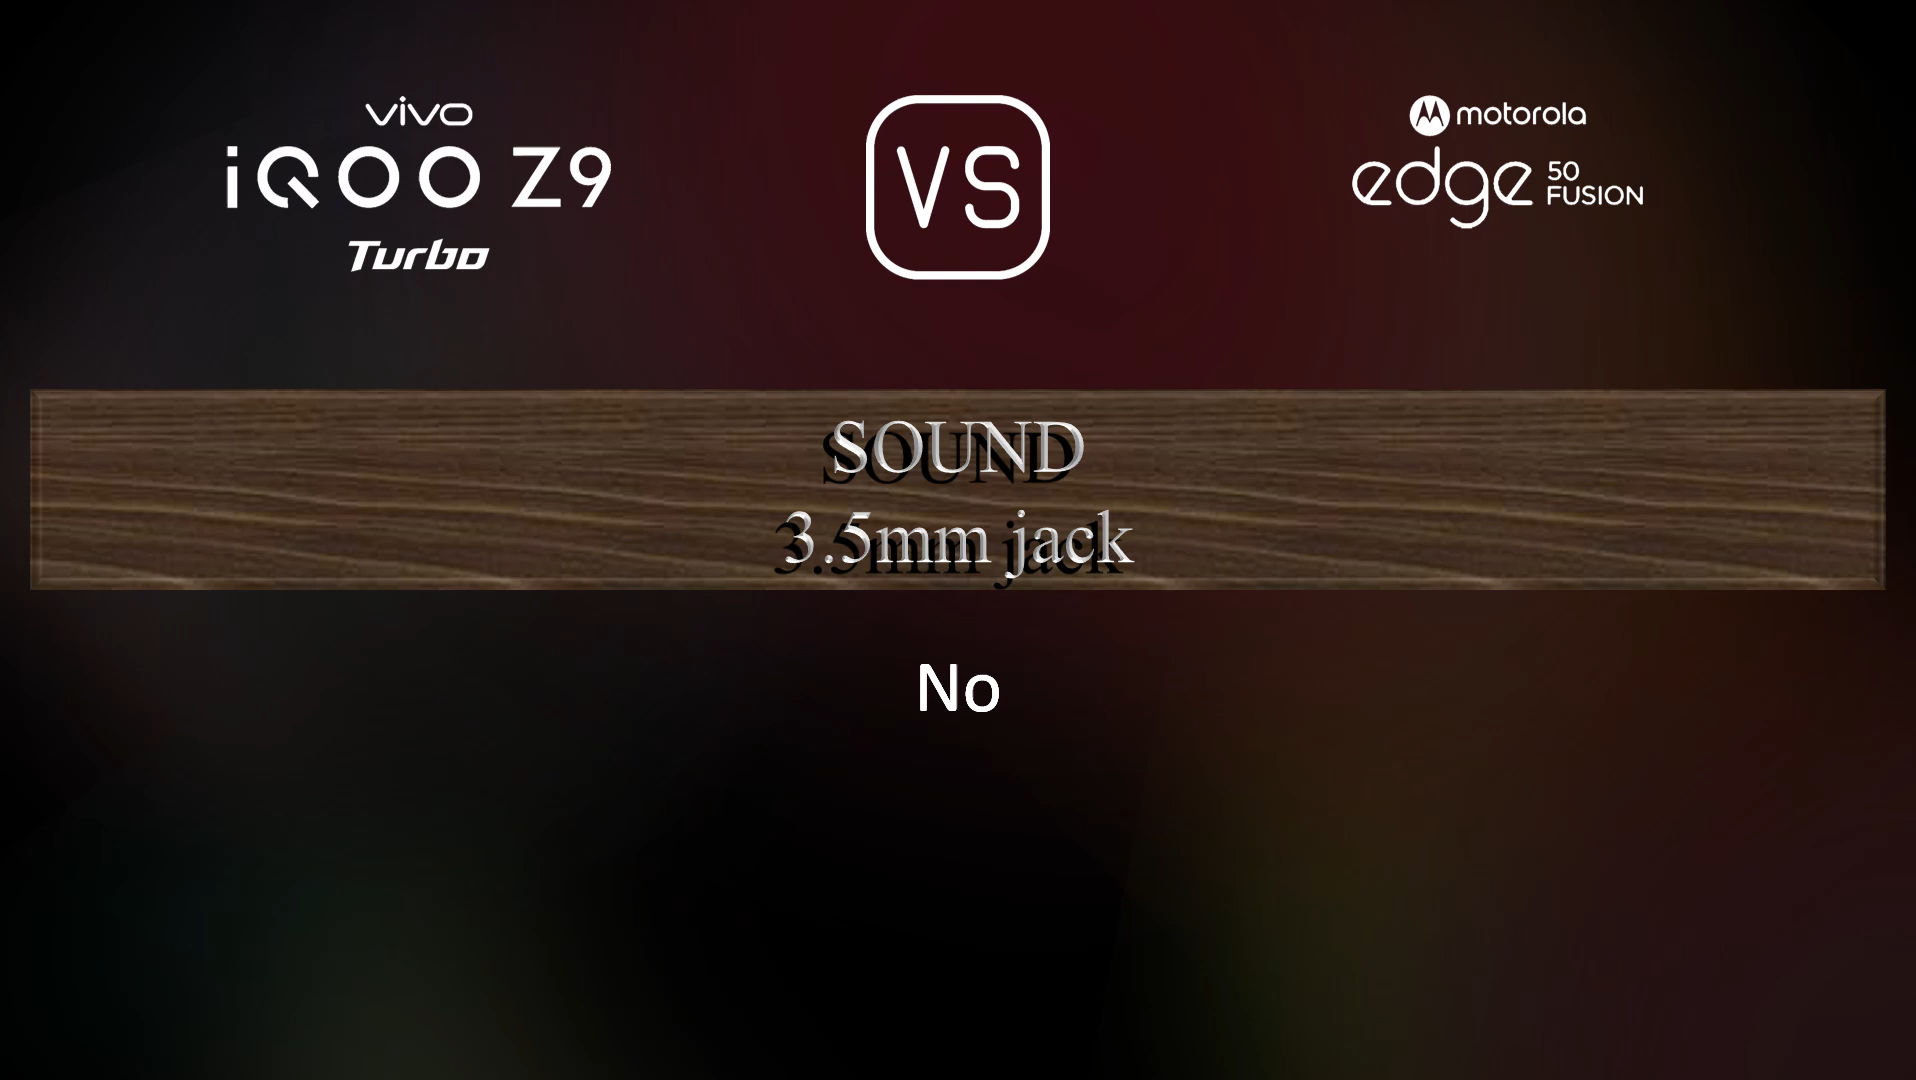 vivo
iQOO Z9
Turbo
VS
motorola
edge 50 FUSION
SOUND
3.5mm jack
No